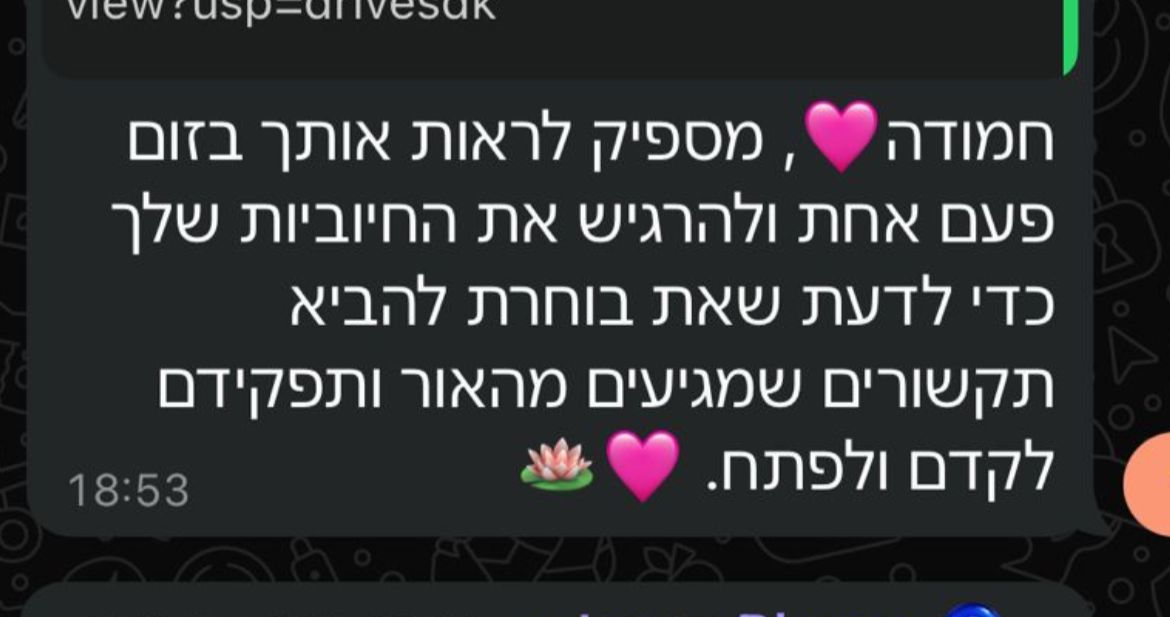 view?usp=drivesdk
חמודה🩷, מספיק לראות אותך בזום
פעם אחת ולהרגיש את החיוביות שלך
כדי לדעת שאת בוחרת להביא
תקשורים שמגיעים מהאור ותפקידם
לקדם ולפתח. 🩷🪷
18:53